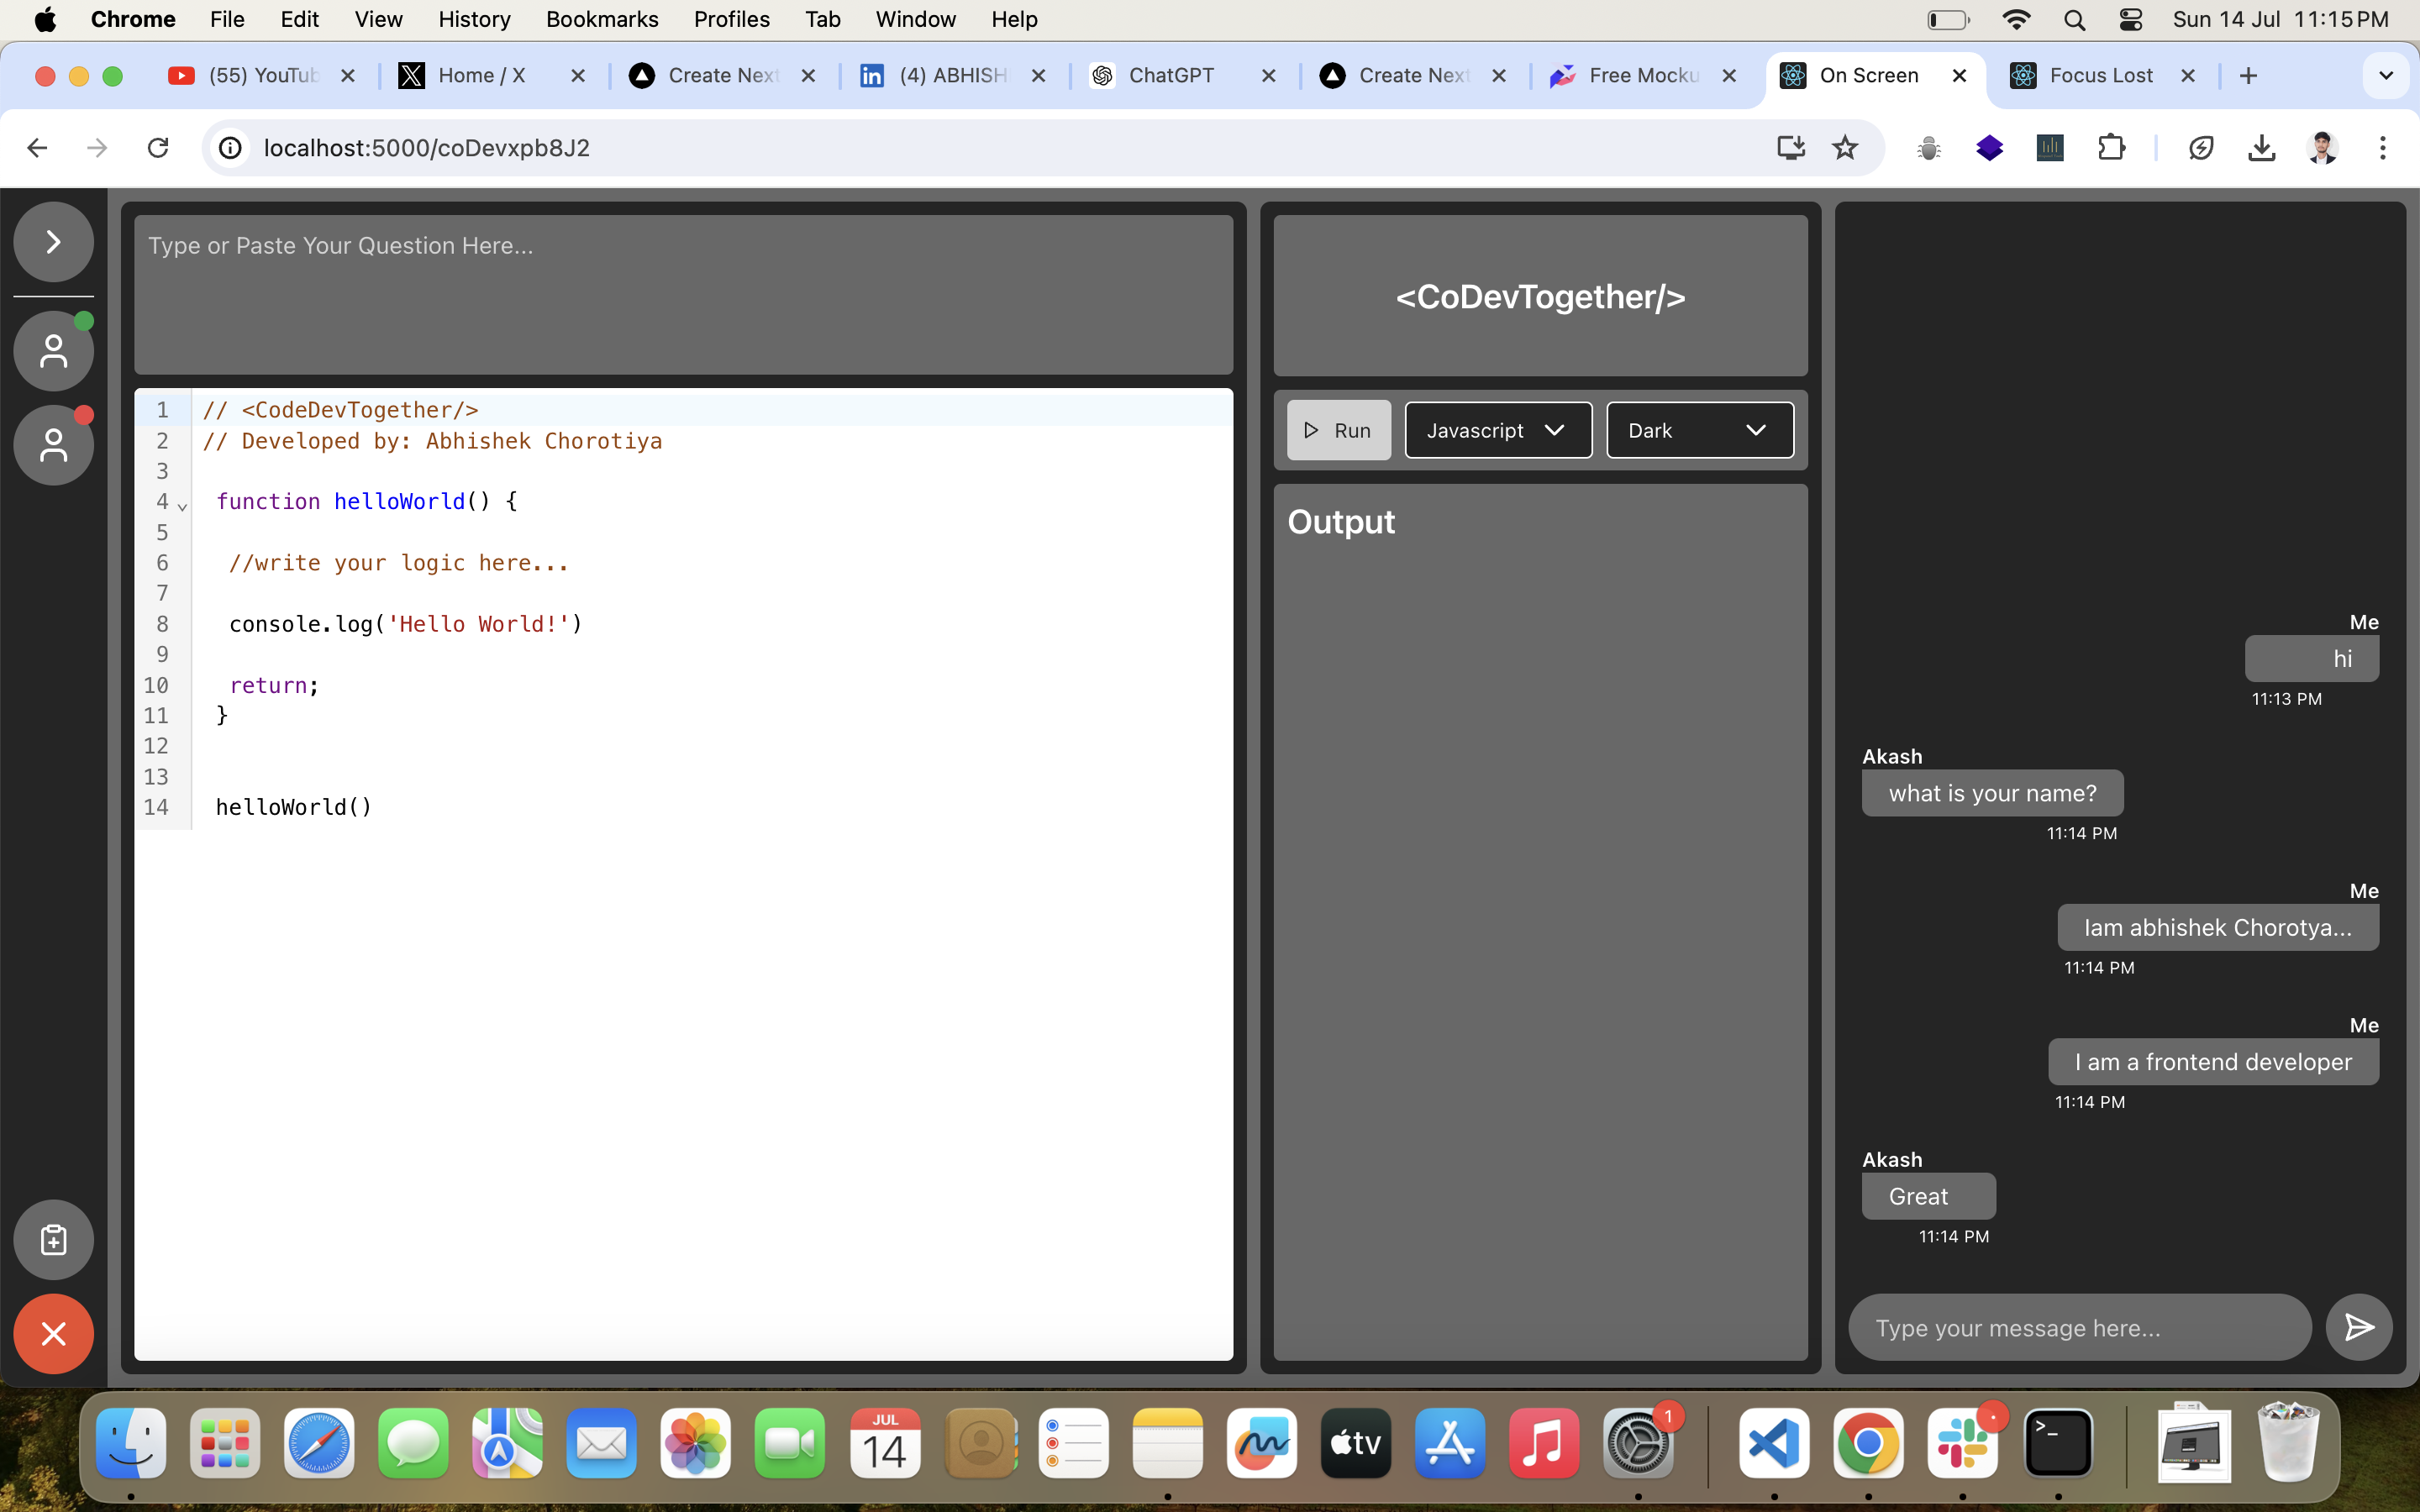 Chrome File Edit View History Bookmarks Profiles Tab Window Help Sun 14 Jul 11:15 PM
(55) YouTub Home / X Create Next (4) ABHISH ChatGPT Create Next Free Mocku On Screen Focus Lost
localhost:5000/coDevxpb8J2
Type or Paste Your Question Here...
1 // <CodeDevTogether/>
2 // Developed by: Abhishek Chorotiya
3
4 function helloWorld() {
5
6 //write your logic here...
7
8 console.log('Hello World!')
9
10 return;
11 }
12
13
14 helloWorld()
<CoDevTogether/>
Run Javascript Dark
Output
Me
hi
11:13 PM
Akash
what is your name?
11:14 PM
Me
Iam abhishek Chorotya...
11:14 PM
Me
I am a frontend developer
11:14 PM
Akash
Great
11:14 PM
Type your message here...
JUL
14
tv
1
>_